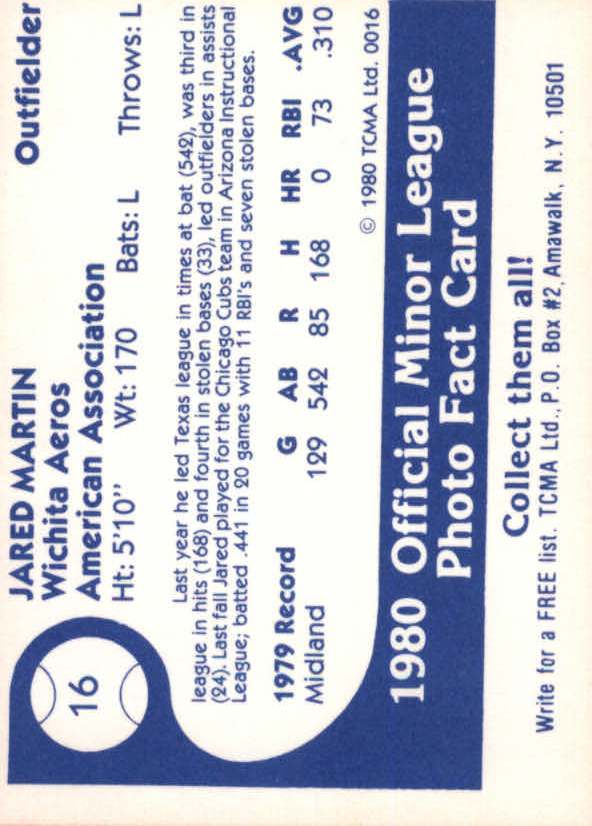 16
JARED MARTIN Outfielder
Wichita Aeros
American Association
Ht: 5'10" Wt: 170 Bats: L Throws: L
Last year he led Texas league in times at bat (542), was third in
league in hits (168) and fourth in stolen bases (33), led outfielders in assists
(24). Last fall Jared played for the Chicago Cubs team in Arizona Instructional
League; batted .441 in 20 games with 11 RBI's and seven stolen bases.
1979 Record G AB R H HR RBI .AVG
Midland 129 542 85 168 0 73 .310
© 1980 TCMA Ltd. 0016
1980 Official Minor League
Photo Fact Card
Collect them all!
Write for a FREE list. TCMA Ltd., P.O. Box #2, Amawalk, N.Y. 10501